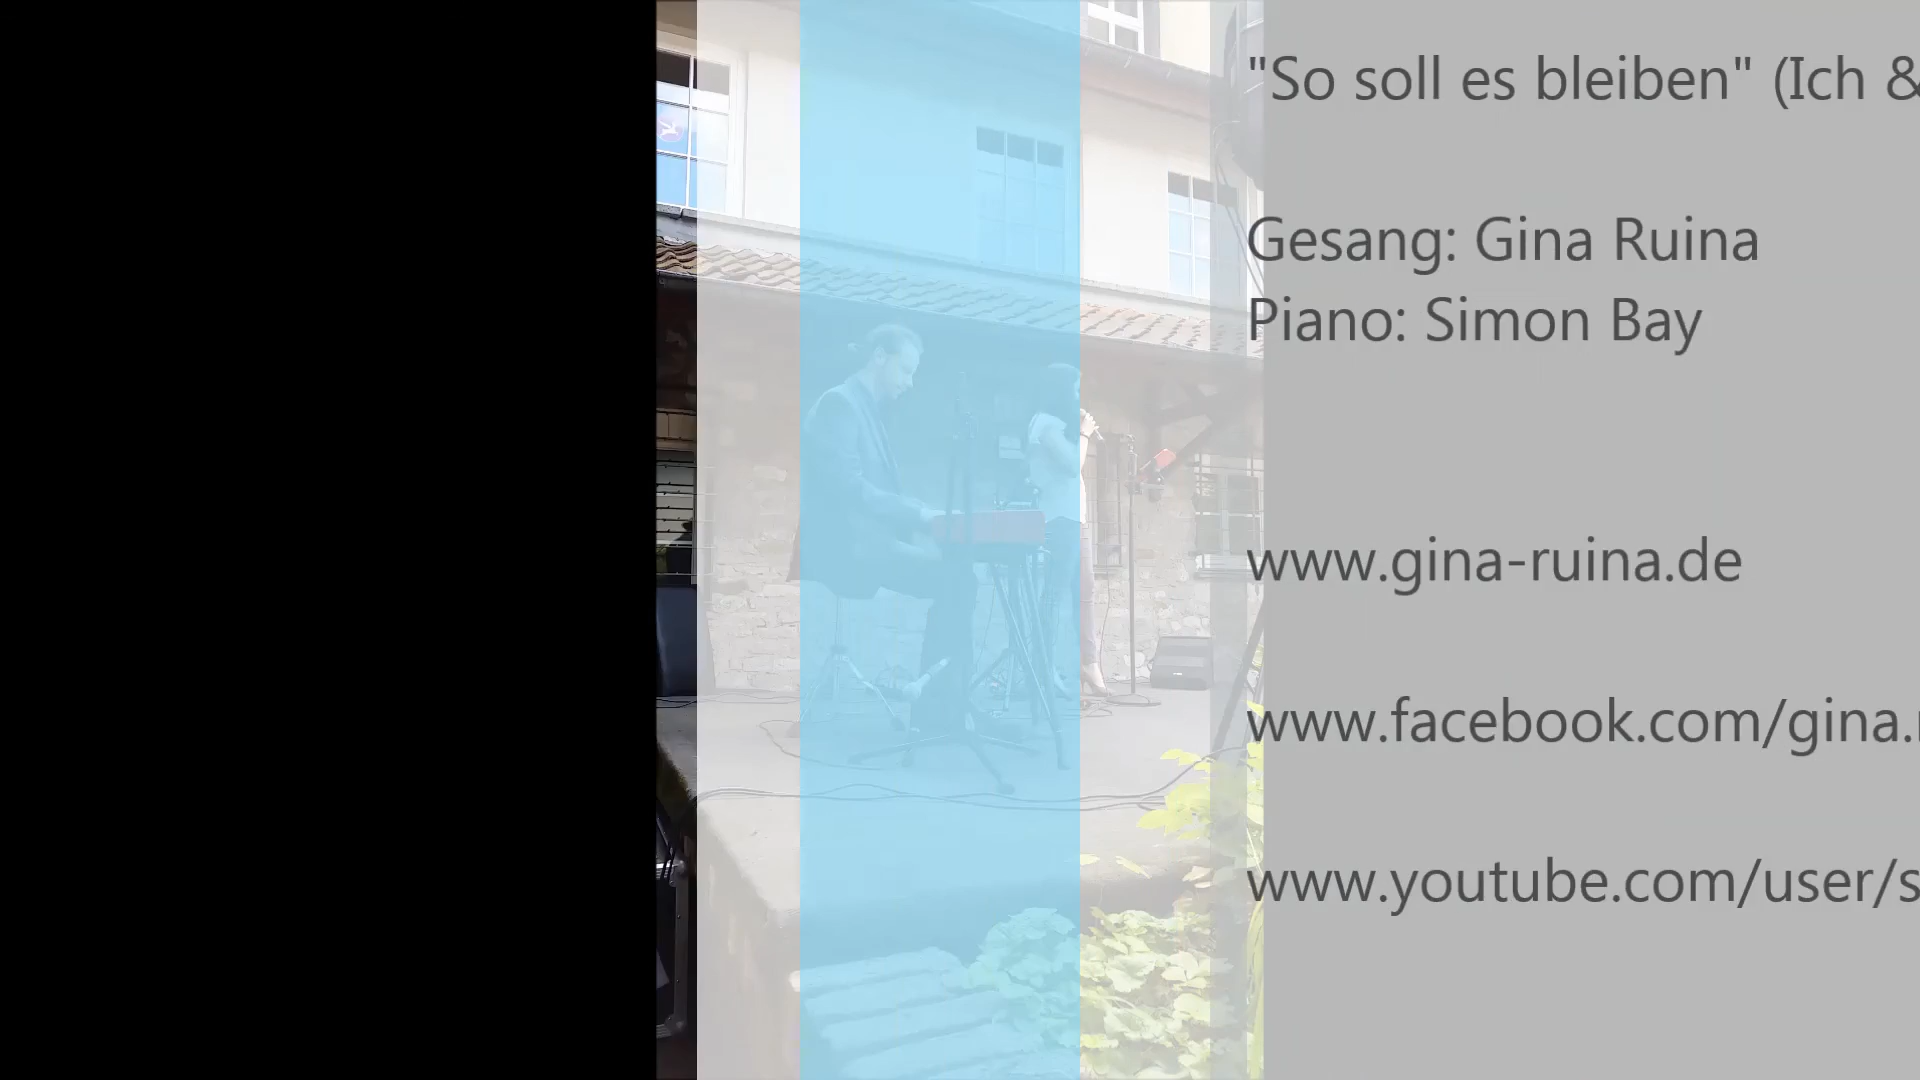 "So soll es bleiben" (Ich &
Gesang: Gina Ruina
Piano: Simon Bay
www.gina-ruina.de
www.facebook.com/gina.
www.youtube.com/user/s